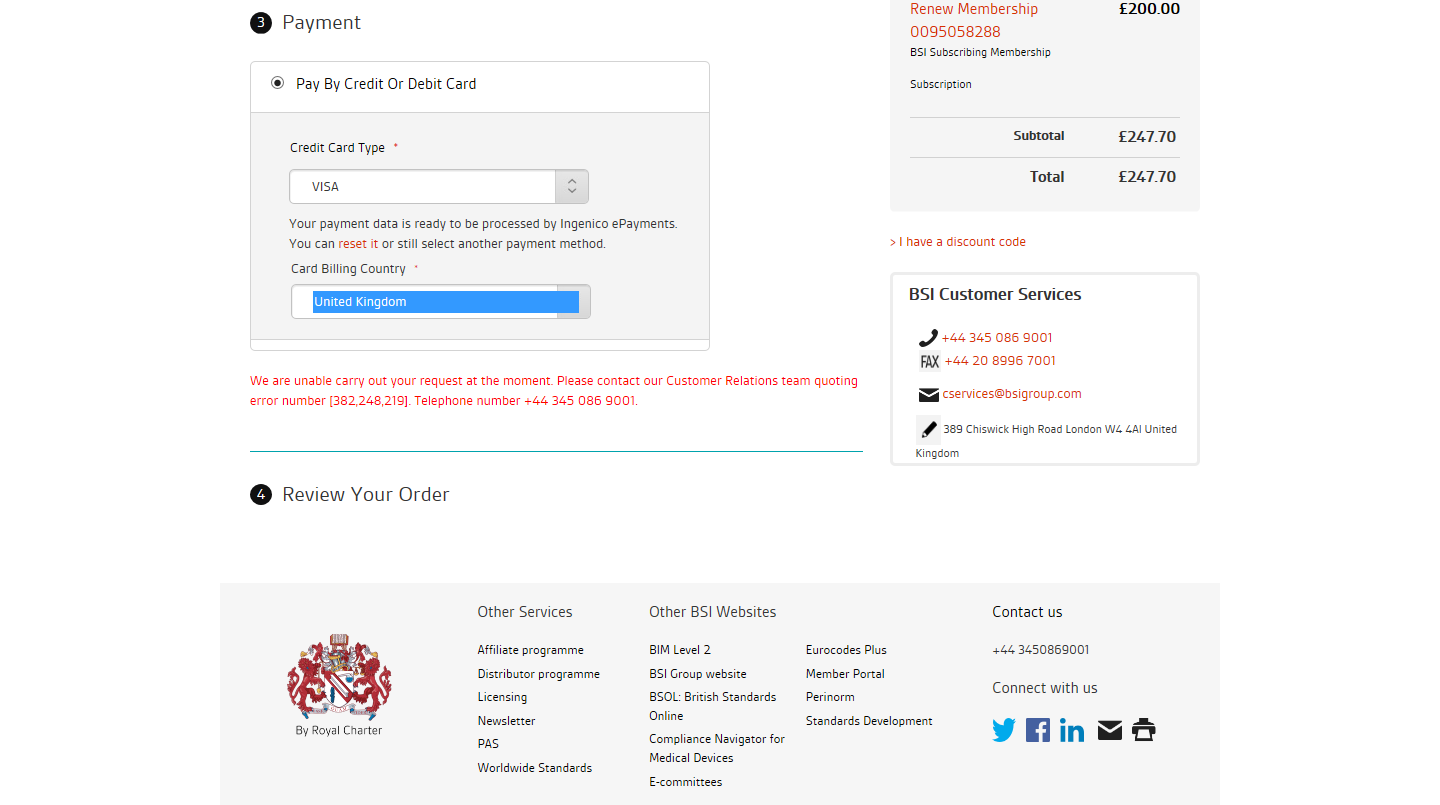 3 Payment
Pay By Credit Or Debit Card
Credit Card Type *
VISA
Your payment data is ready to be processed by Ingenico ePayments.
You can reset it or still select another payment method.
Card Billing Country *
United Kingdom
We are unable carry out your request at the moment. Please contact our Customer Relations team quoting
error number [382,248,219]. Telephone number +44 345 086 9001.
4 Review Your Order
Renew Membership £200.00
0095058288
BSI Subscribing Membership
Subscription
Subtotal £247.70
Total £247.70
> I have a discount code
BSI Customer Services
+44 345 086 9001
FAX +44 20 8996 7001
cservices@bsigroup.com
389 Chiswick High Road London W4 4Al United
Kingdom
By Royal Charter
Other Services
Affiliate programme
Distributor programme
Licensing
Newsletter
PAS
Worldwide Standards
Other BSI Websites
BIM Level 2
BSI Group website
BSOL: British Standards
Online
Compliance Navigator for
Medical Devices
E-committees
Eurocodes Plus
Member Portal
Perinorm
Standards Development
Contact us
+44 3450869001
Connect with us